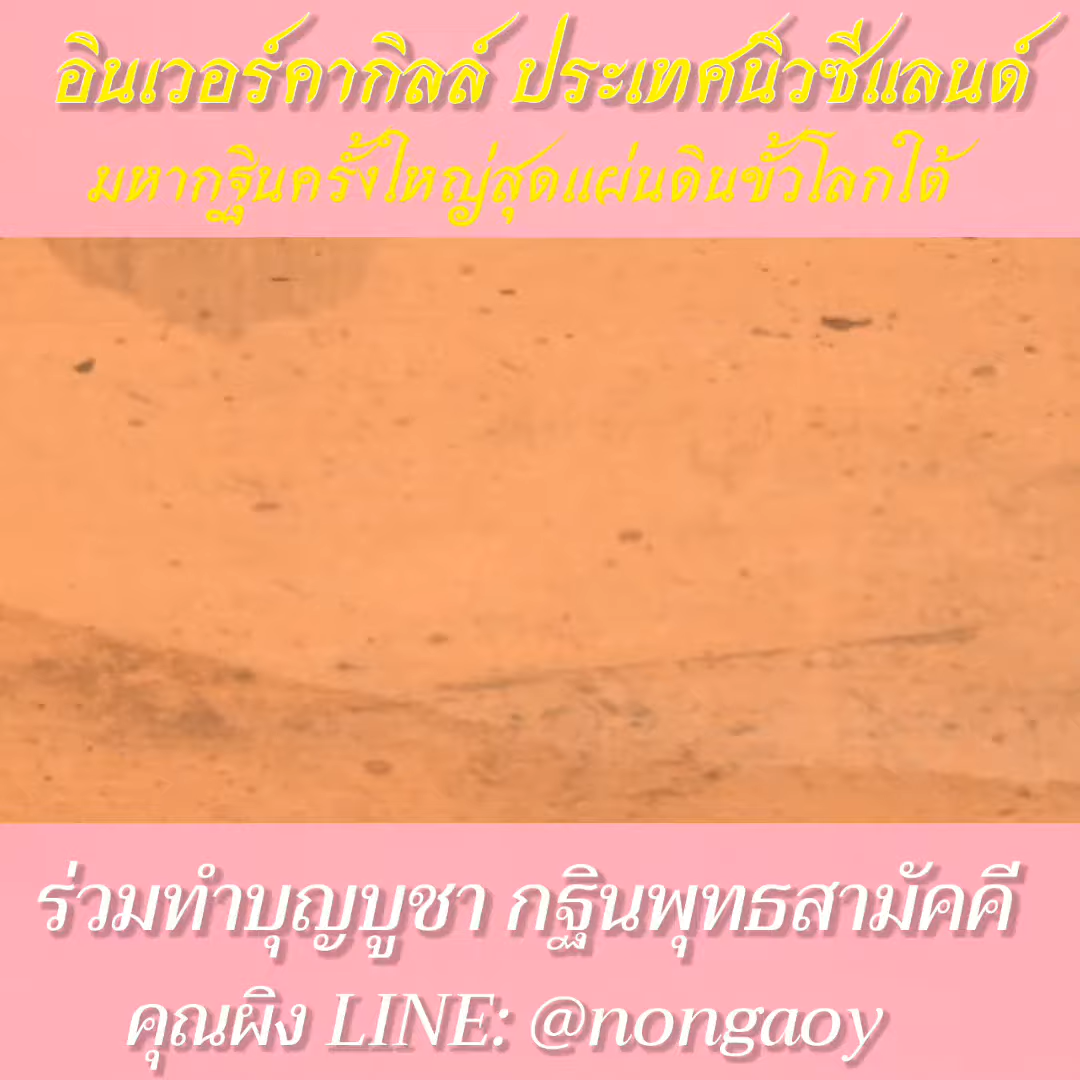 อินเวอร์คากิลล์ ประเทศนิวซีแลนด์
มหากฐินครั้งใหญ่สุดแผ่นดินขั้วโลกใต้
ร่วมทำบุญบูชา กฐินพุทธสามัคคี
คุณผิง LINE: @nongaoy